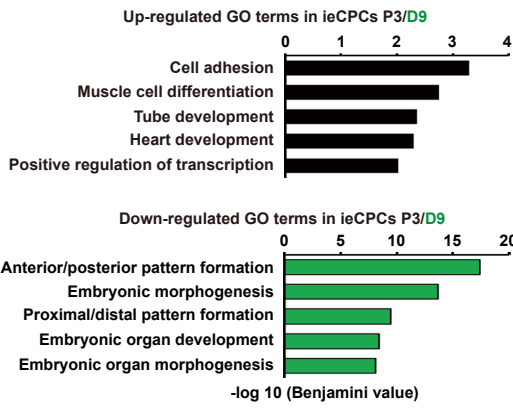 Up-regulated GO terms in ieCPCs P3/D9
0 1 2 3 4
Cell adhesion
Muscle cell differentiation
Tube development
Heart development
Positive regulation of transcription
Down-regulated GO terms in ieCPCs P3/D9
0 5 10 15 20
Anterior/posterior pattern formation
Embryonic morphogenesis
Proximal/distal pattern formation
Embryonic organ development
Embryonic organ morphogenesis
-log 10 (Benjamini value)